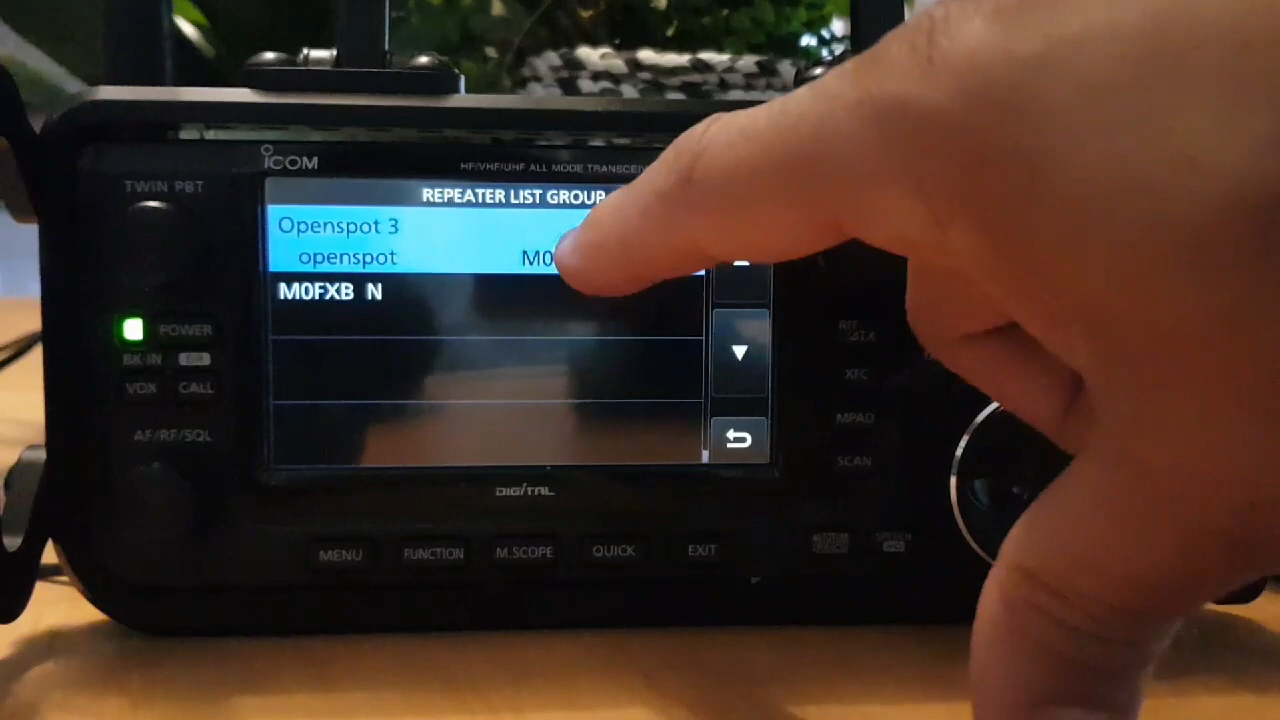 ICOM
HF/VHF/UHF ALL MODE
TWIN PBT
REPEATER LIST GROUP
Openspot 3
openspot M0
M0FXB N
POWER
BK-IN
VOX CALL
AF/RF/SQL
XFC
MPAD
SCAN
DIGITAL
MENU FUNCTION M.SCOPE QUICK EXIT